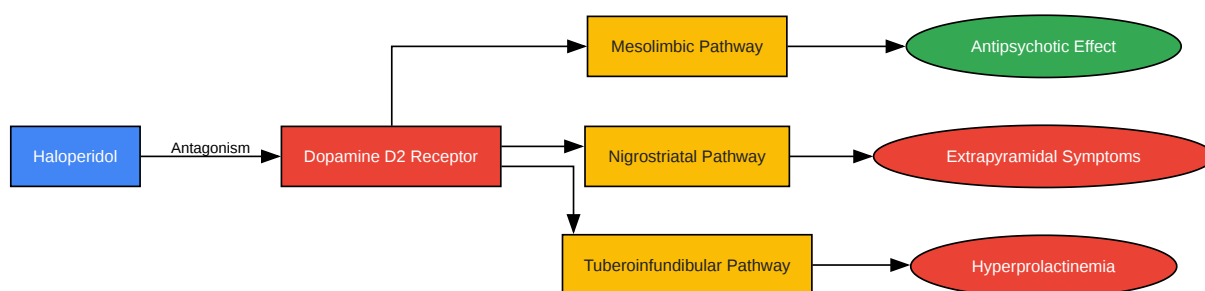 Mesolimbic Pathway
Antipsychotic Effect
Haloperidol
Antagonism
Dopamine D2 Receptor
Nigrostriatal Pathway
Extrapyramidal Symptoms
Tuberoinfundibular Pathway
Hyperprolactinemia